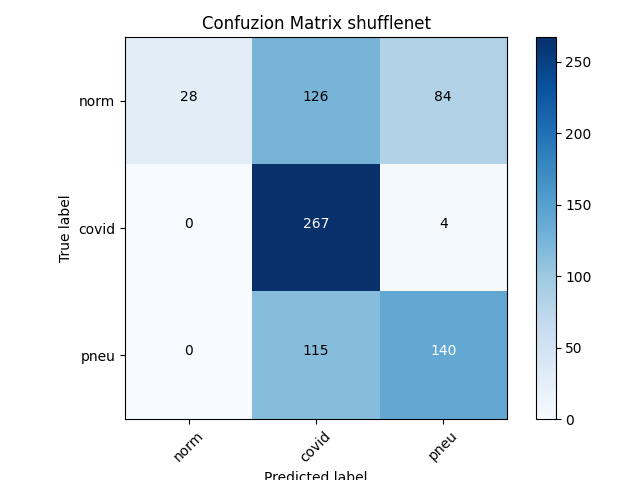 Confuzion Matrix shufflenet
True label
norm
28 126 84
covid
0 267 4
pneu
0 115 140
norm covid pneu
Predicted label
250
200
150
100
50
0